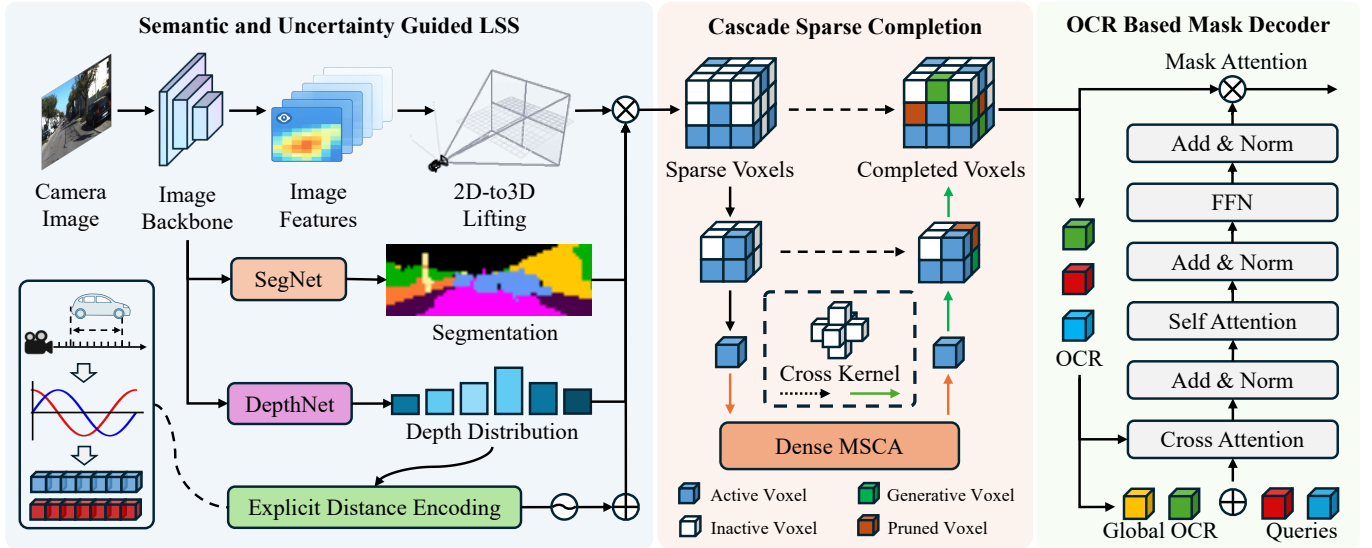 Semantic and Uncertainty Guided LSS
Camera
Image
Image
Backbone
Image
Features
2D-to3D
Lifting
SegNet
Segmentation
DepthNet
Depth Distribution
Explicit Distance Encoding
Cascade Sparse Completion
Sparse Voxels
Completed Voxels
Cross Kernel
Dense MSCA
Active Voxel
Generative Voxel
Inactive Voxel
Pruned Voxel
OCR Based Mask Decoder
Mask Attention
Add & Norm
FFN
Add & Norm
Self Attention
OCR
Add & Norm
Cross Attention
Global OCR
Queries